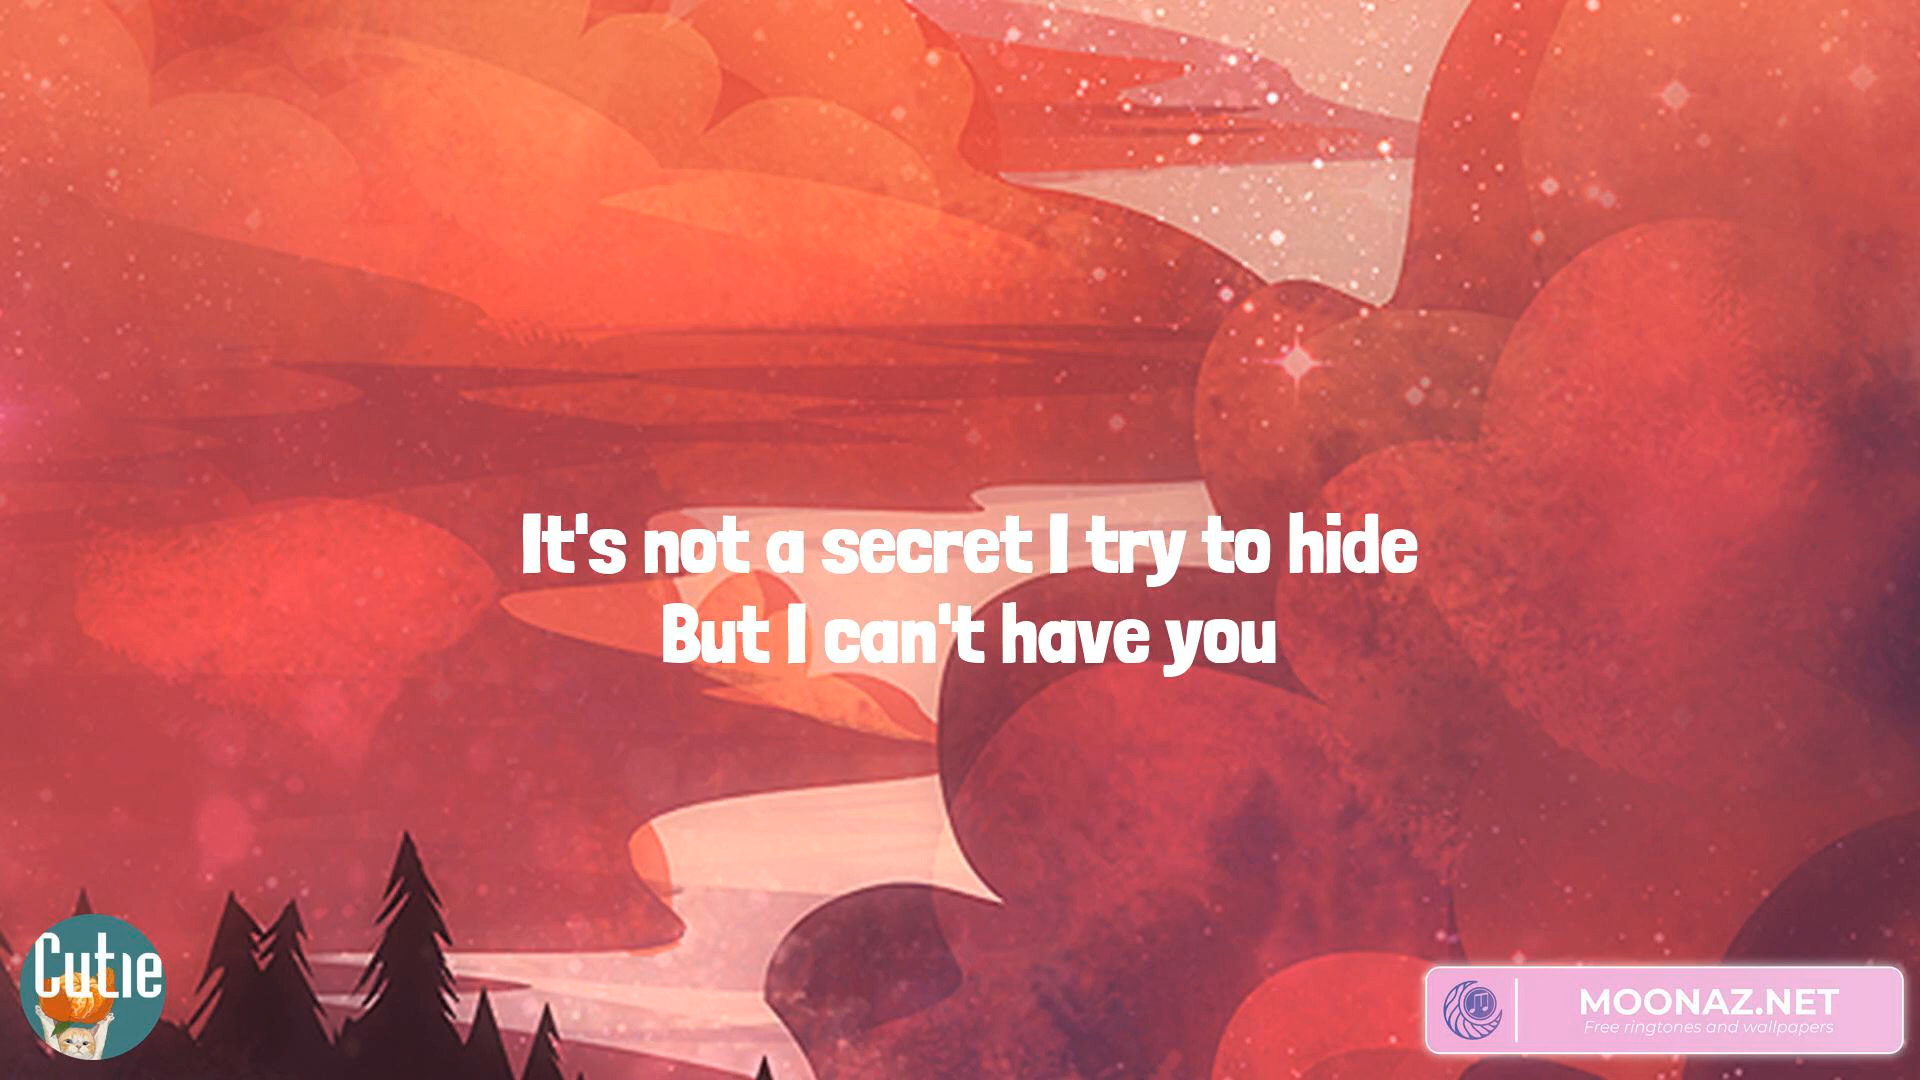 It's not a secret I try to hide
But I can't have you
Cutie
MOONAZ.NET
Free ringtones and wallpapers